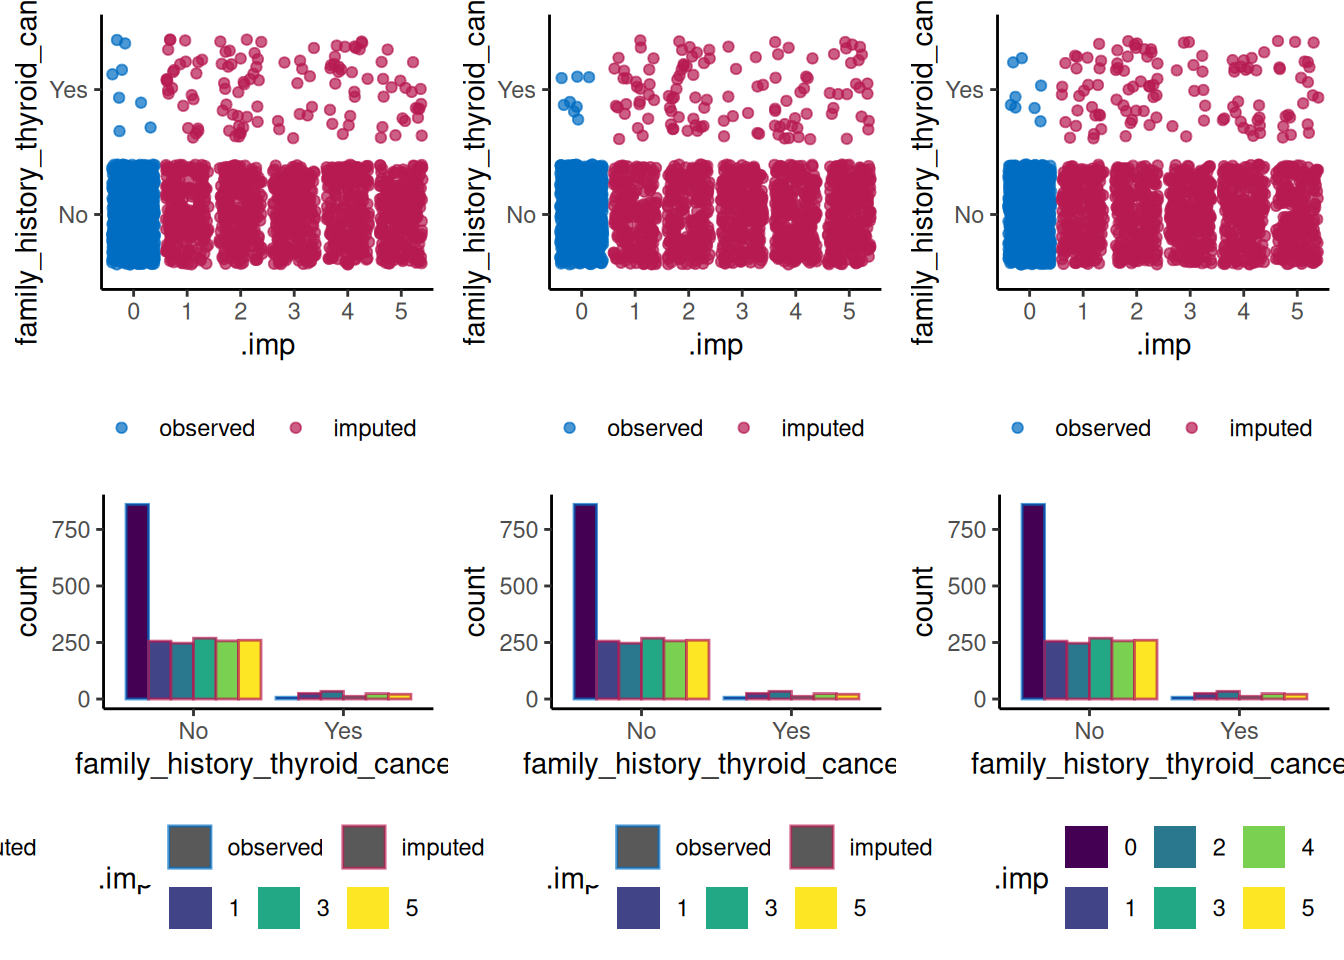 family_history_thyroid_can
Yes
No
0 1 2 3 4 5
.imp
observed imputed
family_history_thyroid_can
Yes
No
0 1 2 3 4 5
.imp
observed imputed
family_history_thyroid_can
Yes
No
0 1 2 3 4 5
.imp
observed imputed
count
750
500
250
0
No Yes
family_history_thyroid_cance
count
750
500
250
0
No Yes
family_history_thyroid_cance
count
750
500
250
0
No Yes
family_history_thyroid_cance
uted
observed imputed
.imp
1 3 5
observed imputed
.imp
1 3 5
0 2 4
.imp
1 3 5